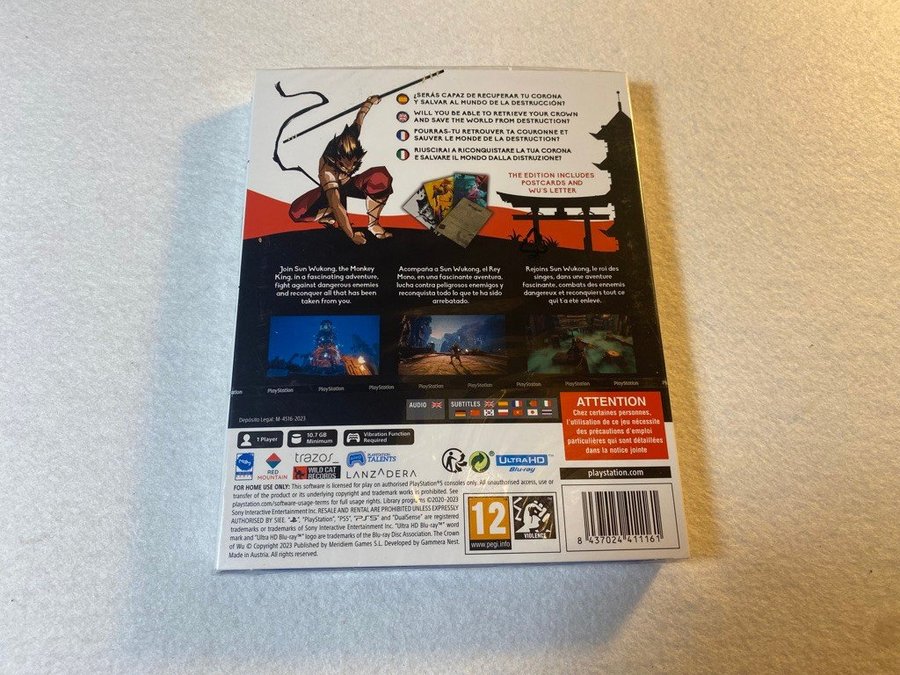 ¿SERÁS CAPAZ DE RECUPERAR TU CORONA
Y SALVAR AL MUNDO DE LA DESTRUCCIÓN?
WILL YOU BE ABLE TO RETRIEVE YOUR CROWN
AND SAVE THE WORLD FROM DESTRUCTION?
POURRAS-TU RETROUVER TA COURONNE ET
SAUVER LE MONDE DE LA DESTRUCTION?
RIUSCIRAI A RICONQUISTARE LA TUA CORONA
E SALVARE IL MONDO DALLA DISTRUZIONE?
THE EDITION INCLUDES
POSTCARDS AND
WU'S LETTER
Join Sun Wukong, the Monkey
King, in a fascinating adventure,
fight against dangerous enemies
and reconquer all that has been
taken from you.
Acompaña a Sun Wukong, el Rey
Mono, en una fascinante aventura,
lucha contra peligrosos enemigos y
reconquista todo lo que te ha sido
arrebatado.
Rejoins Sun Wukong, le roi des
singes, dans une aventure
fascinante, combats des ennemis
dangereux et reconquiers tout ce
qui t'a été enlevé.
PlayStation PlayStation PlayStation PlayStation PlayStation PlayStation PlayStation
AUDIO
SUBTITLES
Depósito Legal: M-4516-2023
ATTENTION
Chez certaines personnes,
l'utilisation de ce jeu nécessite
des précautions d'emploi
particulières qui sont détaillées
dans la notice jointe
1 Player
10.7 GB
Minimum
Vibration Function
Required
RED
MOUNTAIN
trazos_
WILD CAT
RECORDS
PLAYSTATION
TALENTS
LANZADERA
ULTRA HD
Blu-ray
playstation.com
FOR HOME USE ONLY: This software is licensed for play on authorised PlayStation®5 consoles only. All unauthorised access, use or
transfer of the product or its underlying copyright and trademark works is prohibited. See
playstation.com/software-usage-terms for full usage rights. Library programs ©2020-2023
Sony Interactive Entertainment Inc. RESALE AND RENTAL ARE PROHIBITED UNLESS EXPRESSLY
AUTHORISED BY SIEE. "PlayStation", "PS5", "PS5" and "DualSense" are registered
trademarks or trademarks of Sony Interactive Entertainment Inc. "Ultra HD Blu-ray™" word
mark and "Ultra HD Blu-ray™" logo are trademarks of the Blu-ray Disc Association. The Crown
of Wu © Copyright 2023 Published by Meridiem Games S.L. Developed by Gammera Nest.
Made in Austria. All rights reserved.
12
www.pegi.info
VIOLENCE
8 437024 411161